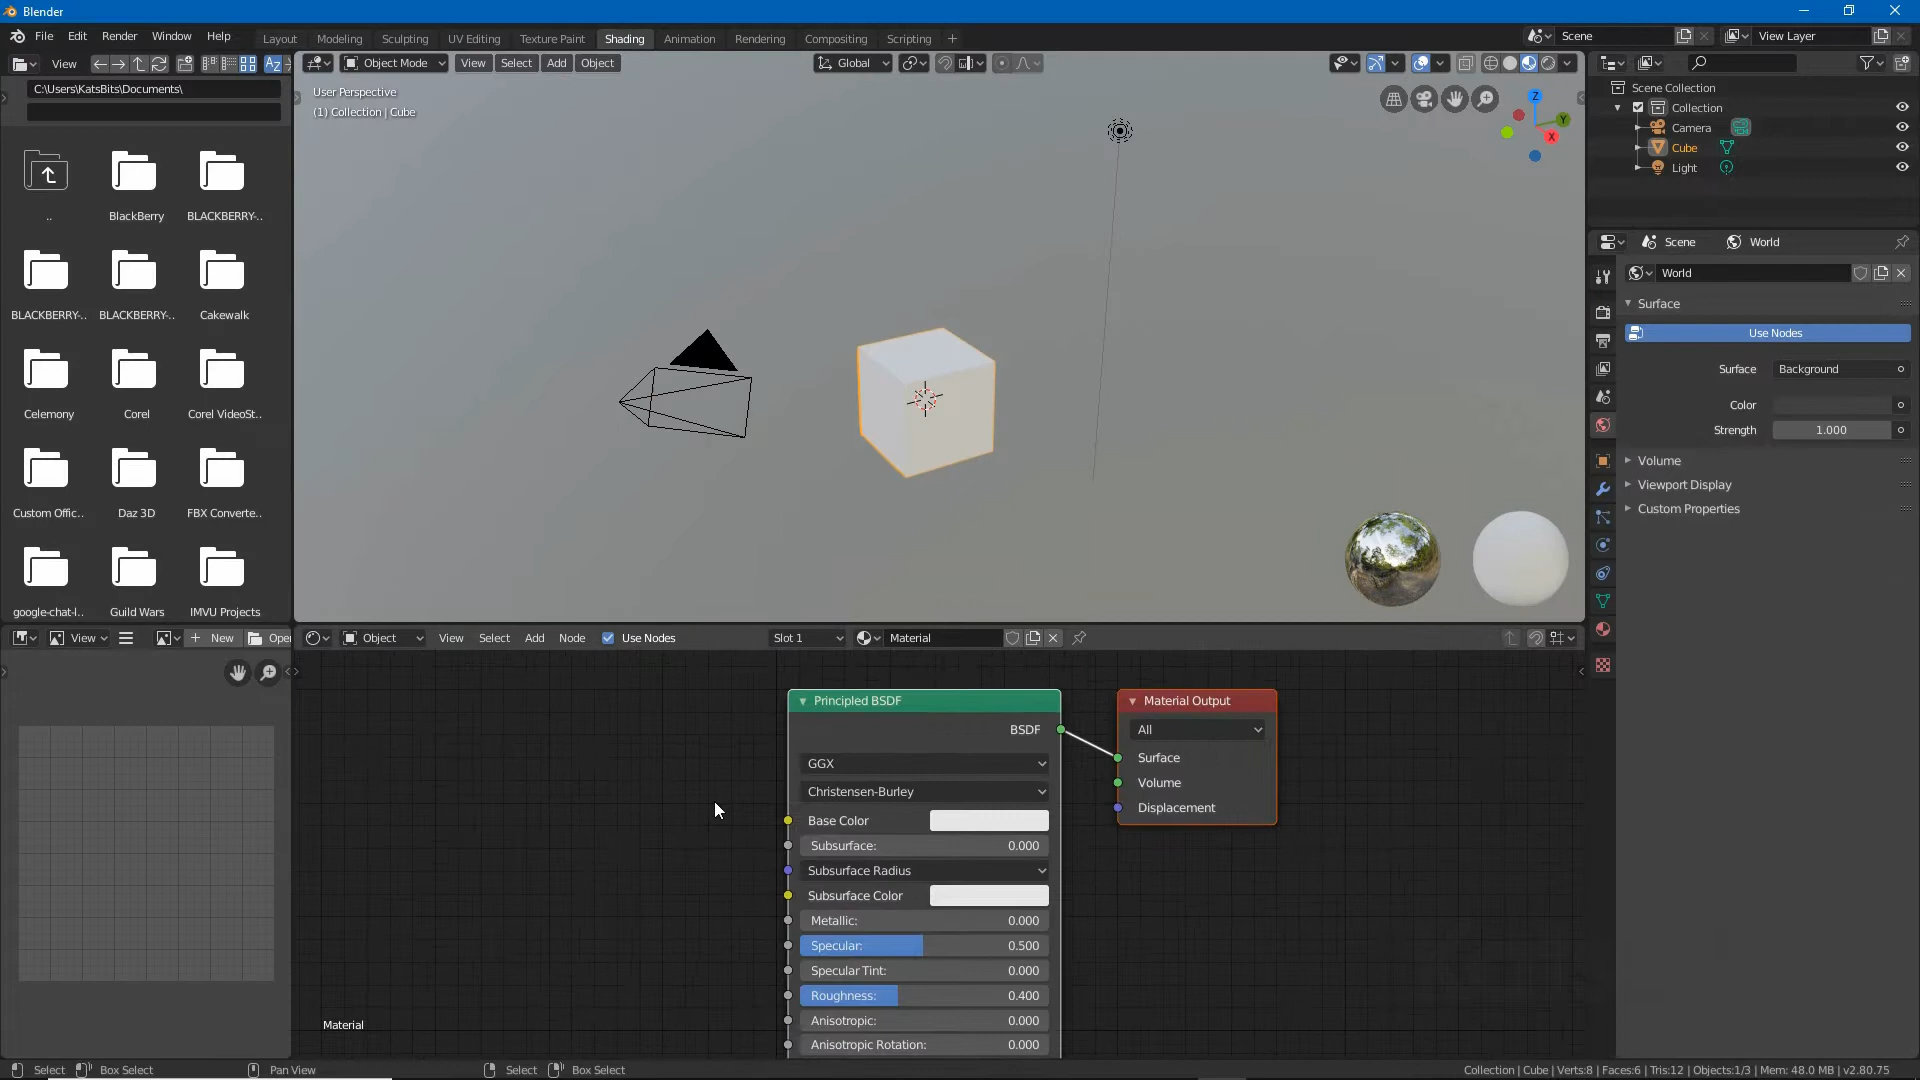 Blender
File Edit Render Window Help
Layout Modeling Sculpting UV Editing Texture Paint Shading Animation Rendering Compositing Scripting +
Scene View Layer
View
C:\Users\KatsBits\Documents\
..
BlackBerry
BLACKBERRY-..
BLACKBERRY-..
BLACKBERRY-..
Cakewalk
Celemony
Corel
Corel VideoSt..
Custom Offic..
Daz 3D
FBX Converte..
google-chat-l..
Guild Wars
IMVU Projects
Object Mode View Select Add Object Global
User Perspective
(1) Collection | Cube
Z
Y
X
Scene Collection
Collection
Camera
Cube
Light
Scene World
World
Surface
Use Nodes
Surface Background
Color
Strength 1.000
Volume
Viewport Display
Custom Properties
View + New Open
Object View Select Add Node Use Nodes Slot 1 Material
Principled BSDF
BSDF
GGX
Christensen-Burley
Base Color
Subsurface: 0.000
Subsurface Radius
Subsurface Color
Metallic: 0.000
Specular: 0.500
Specular Tint: 0.000
Roughness: 0.400
Anisotropic: 0.000
Anisotropic Rotation: 0.000
Material Output
All
Surface
Volume
Displacement
Material
Select Box Select Pan View Select Box Select
Collection | Cube | Verts:8 | Faces:6 | Tris:12 | Objects:1/3 | Mem: 48.0 MB | v2.80.75